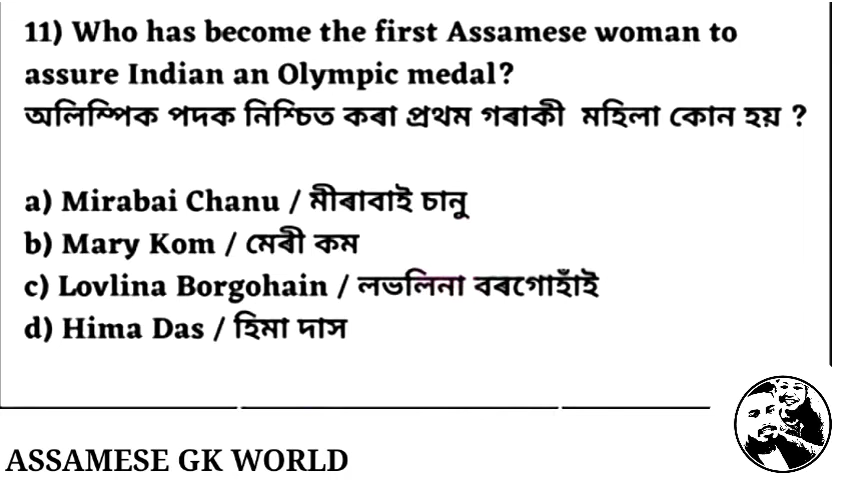 11) Who has become the first Assamese woman to
assure Indian an Olympic medal?
অলিম্পিক পদক নিশ্চিত কৰা প্ৰথম গৰাকী মহিলা কোন হয় ?
a) Mirabai Chanu / মীৰাবাই চানু
b) Mary Kom / মেৰী কম
c) Lovlina Borgohain / লভলিনা বৰগোহাঁই
d) Hima Das / হিমা দাস
ASSAMESE GK WORLD